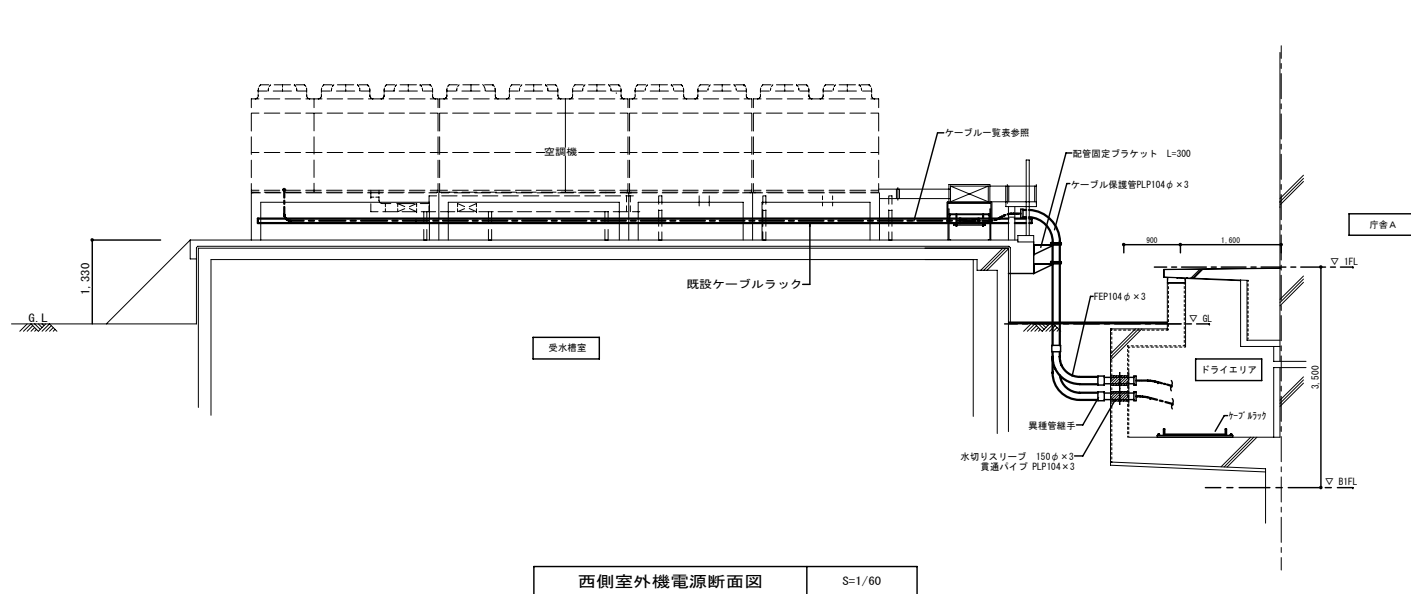 ケーブル一覧表参照
配管固定ブラケット L=300
空調機
ケーブル保護管PLP104φ×3
庁舎A
900
1,600
1,330
▽ 1FL
既設ケーブルラック
FEP104φ×3
G.L
▽ GL
受水槽室
ドライエリア
3,500
ケーブルラック
異種管継手
水切りスリーブ 150φ×3
貫通パイプ PLP104×3
▽ B1FL
西側室外機電源断面図
S=1/60